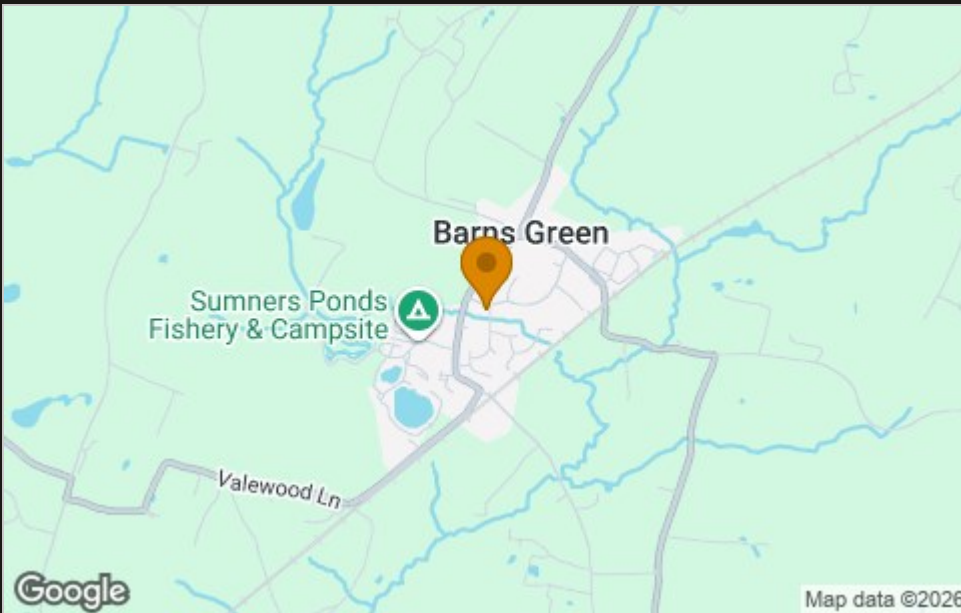 Barns Green
Sumners Ponds
Fishery & Campsite
Valewood Ln
Google
Map data ©2026